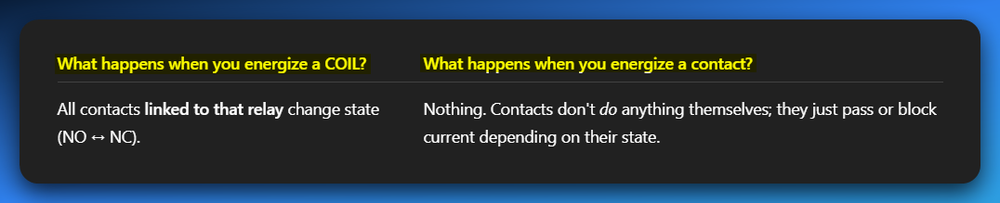 What happens when you energize a COIL? What happens when you energize a contact?
All contacts linked to that relay change state
(NO ↔ NC).
Nothing. Contacts don't do anything themselves; they just pass or block
current depending on their state.